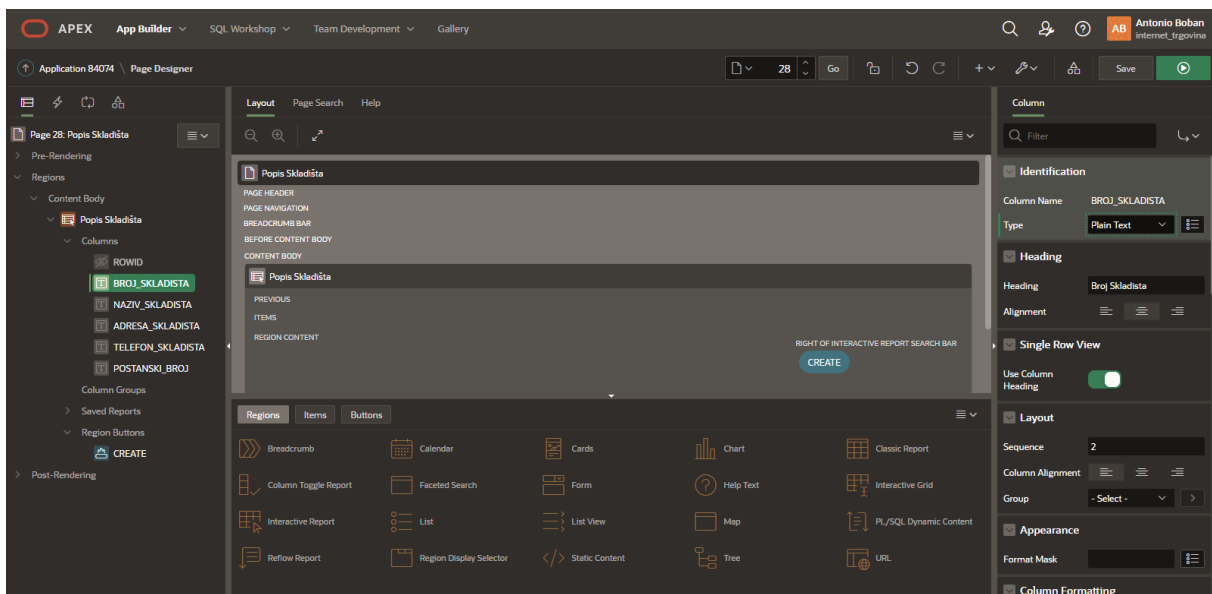 APEX App Builder SQL Workshop Team Development Gallery
AB Antonio Boban
internet_trgovina
Application 84074 \ Page Designer
28 Go Save
Layout Page Search Help
Column
Page 28: Popis Skladišta
Pre-Rendering
Regions
Content Body
Popis Skladišta
Columns
ROWID
BROJ_SKLADISTA
NAZIV_SKLADISTA
ADRESA_SKLADISTA
TELEFON_SKLADISTA
POSTANSKI_BROJ
Column Groups
Saved Reports
Region Buttons
CREATE
Post-Rendering
Popis Skladišta
PAGE HEADER
PAGE NAVIGATION
BREADCRUMB BAR
BEFORE CONTENT BODY
CONTENT BODY
Popis Skladišta
PREVIOUS
ITEMS
REGION CONTENT
RIGHT OF INTERACTIVE REPORT SEARCH BAR
CREATE
Regions Items Buttons
Breadcrumb Calendar Cards Chart Classic Report
Column Toggle Report Faceted Search Form Help Text Interactive Grid
Interactive Report List List View Map PL/SQL Dynamic Content
Reflow Report Region Display Selector Static Content Tree URL
Filter
Identification
Column Name BROJ_SKLADISTA
Type Plain Text
Heading
Heading Broj Skladista
Alignment
Single Row View
Use Column
Heading
Layout
Sequence 2
Column Alignment
Group - Select -
Appearance
Format Mask
Column Formatting